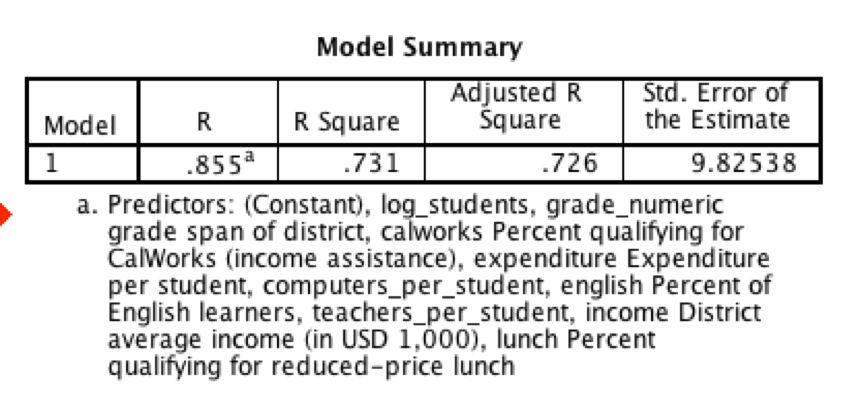 Model Summary
Model R R Square Adjusted R Square Std. Error of the Estimate
1 .855a .731 .726 9.82538
a. Predictors: (Constant), log_students, grade_numeric
grade span of district, calworks Percent qualifying for
CalWorks (income assistance), expenditure Expenditure
per student, computers_per_student, english Percent of
English learners, teachers_per_student, income District
average income (in USD 1,000), lunch Percent
qualifying for reduced-price lunch